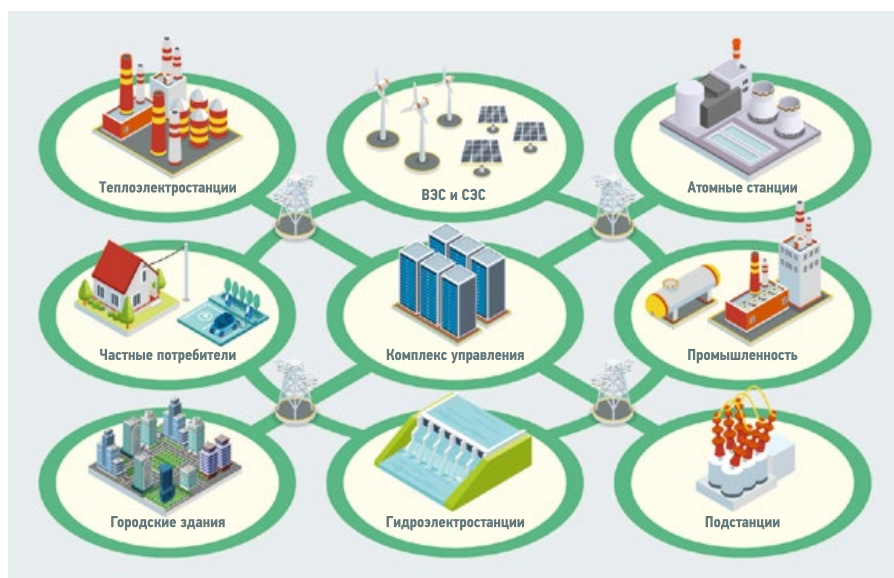 Теплоэлектростанции
ВЭС и СЭС
Атомные станции
Частные потребители
Комплекс управления
Промышленность
Городские здания
Гидроэлектростанции
Подстанции